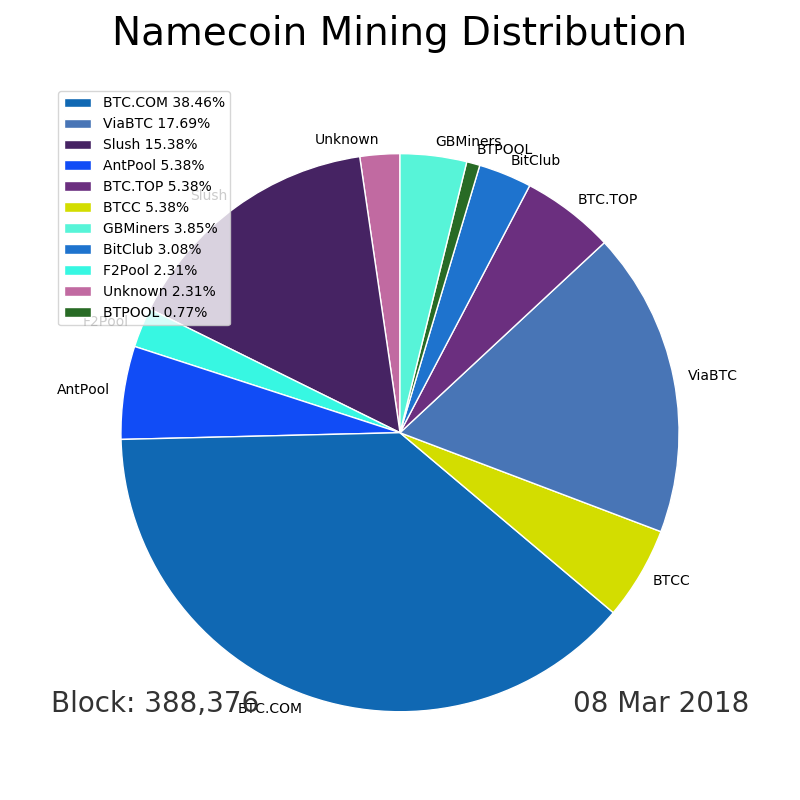 Namecoin Mining Distribution
BTC.COM 38.46%
ViaBTC 17.69%
Slush 15.38%
AntPool 5.38%
BTC.TOP 5.38%
BTCC 5.38%
GBMiners 3.85%
BitClub 3.08%
F2Pool 2.31%
Unknown 2.31%
BTPOOL 0.77%
Unknown
GBMiners
BTPOOL
BitClub
BTC.TOP
Slush
F2Pool
ViaBTC
AntPool
BTCC
BTC.COM
Block: 388,376
08 Mar 2018